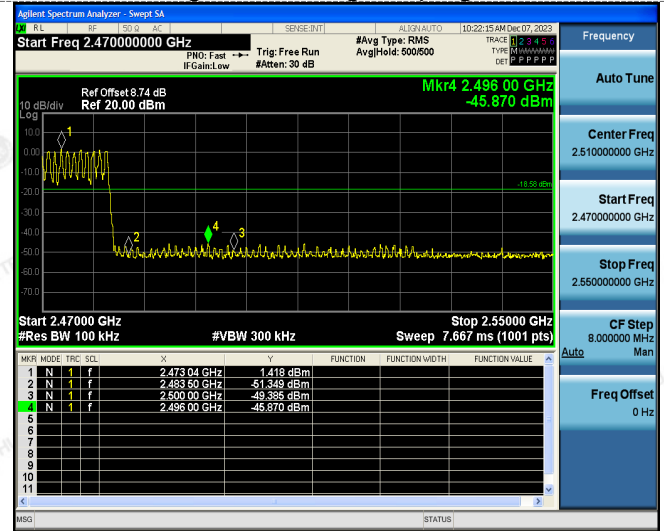 Agilent Spectrum Analyzer - Swept SA
LXI RL RF 50 Ω AC SENSE:INT ALIGN AUTO 10:22:15 AM Dec 07, 2023
Start Freq 2.470000000 GHz
PNO: Fast
IFGain:Low
Trig: Free Run
#Atten: 30 dB
#Avg Type: RMS
Avg|Hold: 500/500
TRACE 1 2 3 4 5 6
TYPE M
DET P P P P P P
Frequency
Mkr4 2.496 00 GHz
-45.870 dBm
Ref Offset 8.74 dB
10 dB/div Ref 20.00 dBm
Log
10.0
0.00
-10.0
-20.0
-30.0
-40.0
-50.0
-60.0
-70.0
1
2
3
4
-18.58 dBm
Start 2.47000 GHz Stop 2.55000 GHz
#Res BW 100 kHz #VBW 300 kHz Sweep 7.667 ms (1001 pts)
MKR MODE TRC SCL X Y FUNCTION FUNCTION WIDTH FUNCTION VALUE
1 N 1 f 2.473 04 GHz 1.418 dBm
2 N 1 f 2.483 50 GHz -51.349 dBm
3 N 1 f 2.500 00 GHz -49.385 dBm
4 N 1 f 2.496 00 GHz -45.870 dBm
5
6
7
8
9
10
11
MSG STATUS
Auto Tune
Center Freq
2.510000000 GHz
Start Freq
2.470000000 GHz
Stop Freq
2.550000000 GHz
CF Step
8.000000 MHz
Auto Man
Freq Offset
0 Hz